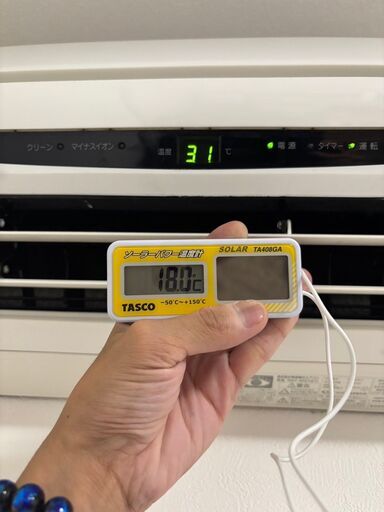 クリーン マイナスイオン 温度 31 ℃ 電源 タイマー 運転
ソーラーパワー温度計 SOLAR TA408GA
18.0℃
TASCO -50℃~+150℃